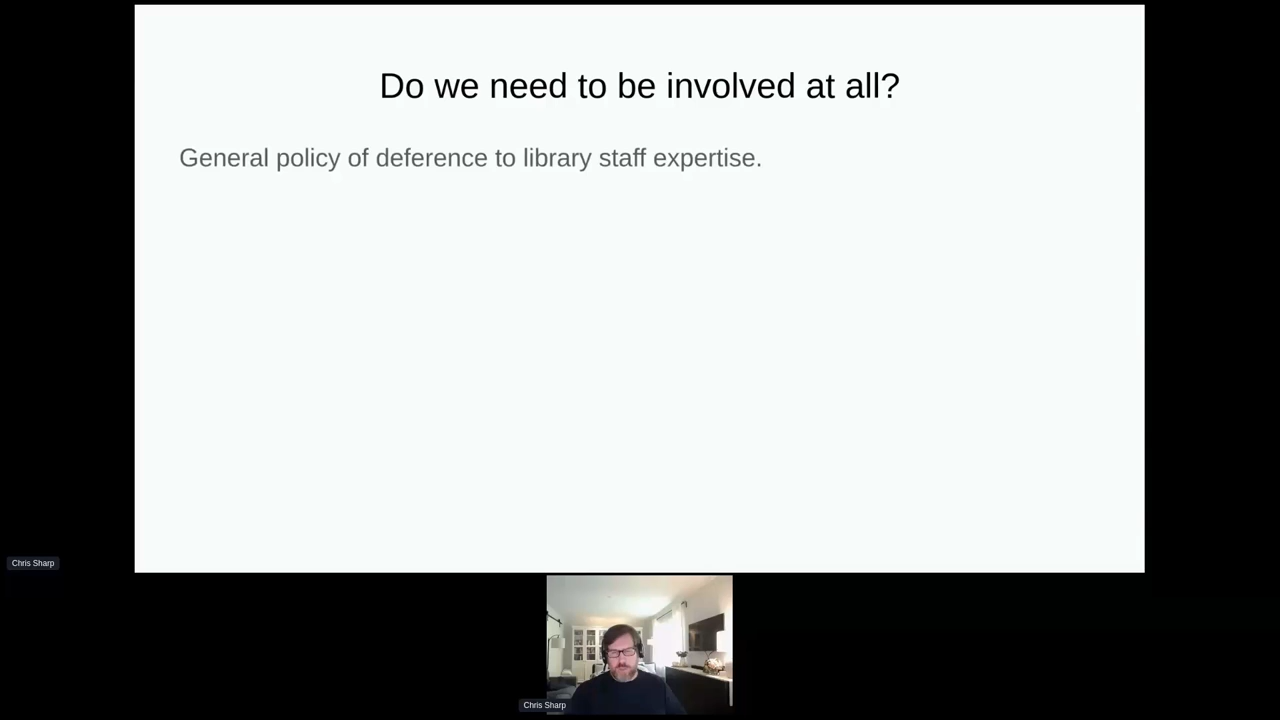 Do we need to be involved at all?
General policy of deference to library staff expertise.
Chris Sharp
Chris Sharp